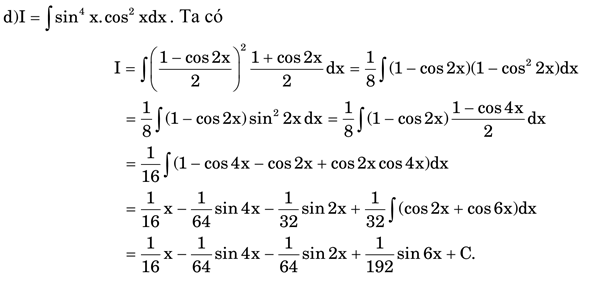 d)I = ∫sin⁴ x.cos² xdx. Ta có
I = ∫((1 − cos 2x)/2)² (1 + cos 2x)/2 dx = 1/8 ∫(1 − cos 2x)(1 − cos² 2x)dx
= 1/8 ∫(1 − cos 2x) sin² 2x dx = 1/8 ∫(1 − cos 2x) (1 − cos 4x)/2 dx
= 1/16 ∫(1 − cos 4x − cos 2x + cos 2x cos 4x)dx
= 1/16 x − 1/64 sin 4x − 1/32 sin 2x + 1/32 ∫(cos 2x + cos 6x)dx
= 1/16 x − 1/64 sin 4x − 1/64 sin 2x + 1/192 sin 6x + C.